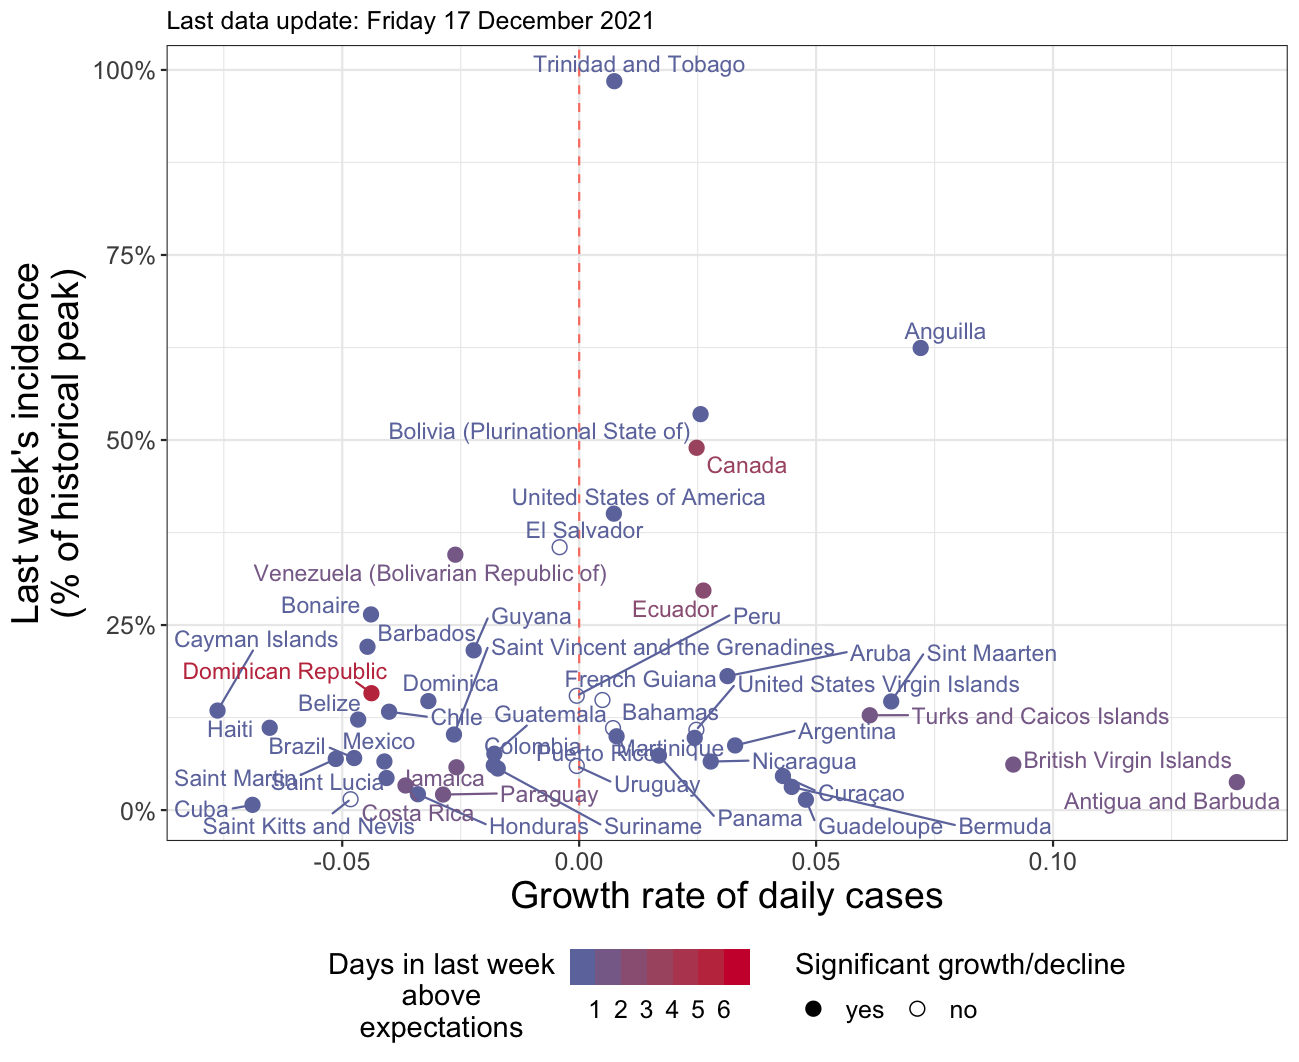 Last data update: Friday 17 December 2021
Last week's incidence
(% of historical peak)
100%
75%
50%
25%
0%
Trinidad and Tobago
Anguilla
Bolivia (Plurinational State of)
Canada
United States of America
El Salvador
Venezuela (Bolivarian Republic of)
Ecuador
Bonaire
Guyana
Peru
Cayman Islands
Barbados
Saint Vincent and the Grenadines
Aruba
Sint Maarten
Dominican Republic
Dominica
French Guiana
United States Virgin Islands
Belize
Chile
Guatemala
Bahamas
Turks and Caicos Islands
Haiti
Brazil
Mexico
Colombia
Puerto Rico
Martinique
Argentina
Nicaragua
British Virgin Islands
Saint Martin
Saint Lucia
Jamaica
Paraguay
Uruguay
Curaçao
Antigua and Barbuda
Cuba
Saint Kitts and Nevis
Costa Rica
Honduras
Suriname
Panama
Guadeloupe
Bermuda
-0.05
0.00
0.05
0.10
Growth rate of daily cases
Days in last week
above
expectations
1 2 3 4 5 6
Significant growth/decline
yes
no